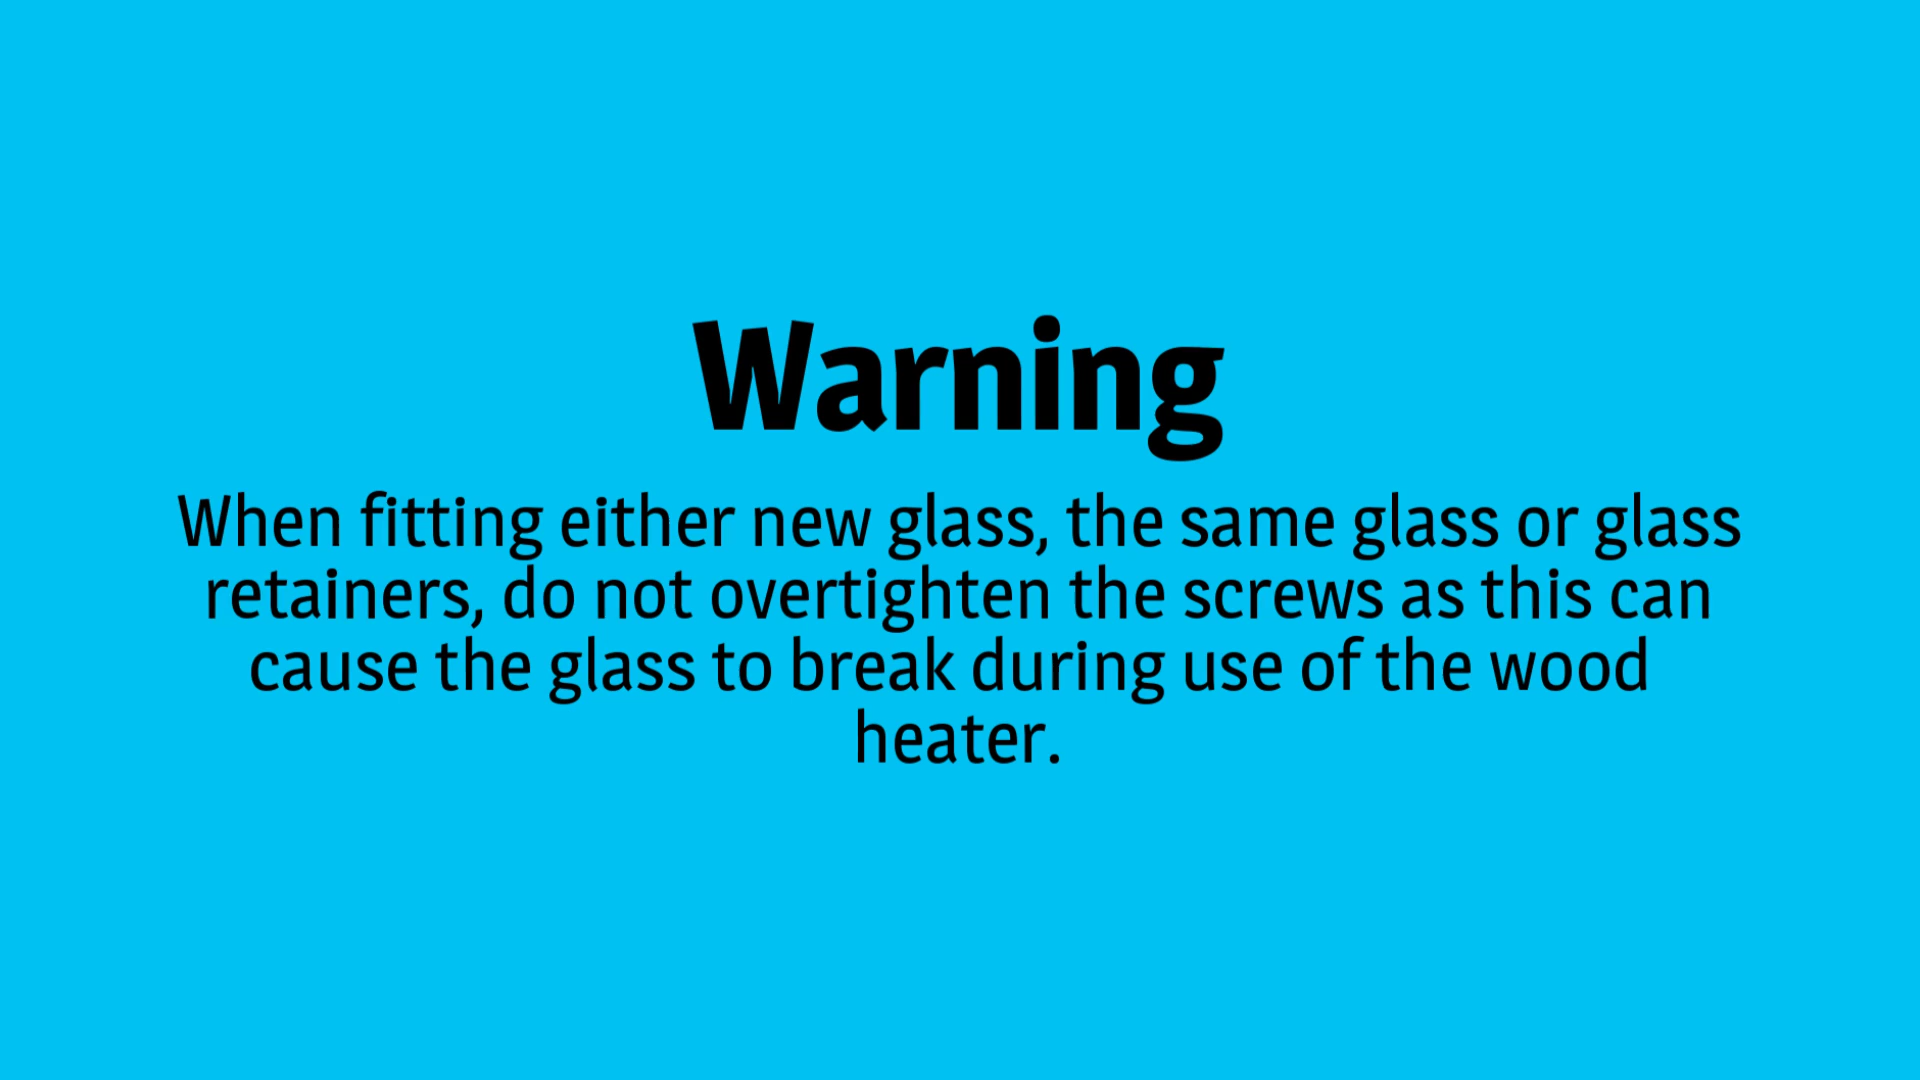 Warning
When fitting either new glass, the same glass or glass
retainers, do not overtighten the screws as this can
cause the glass to break during use of the wood
heater.